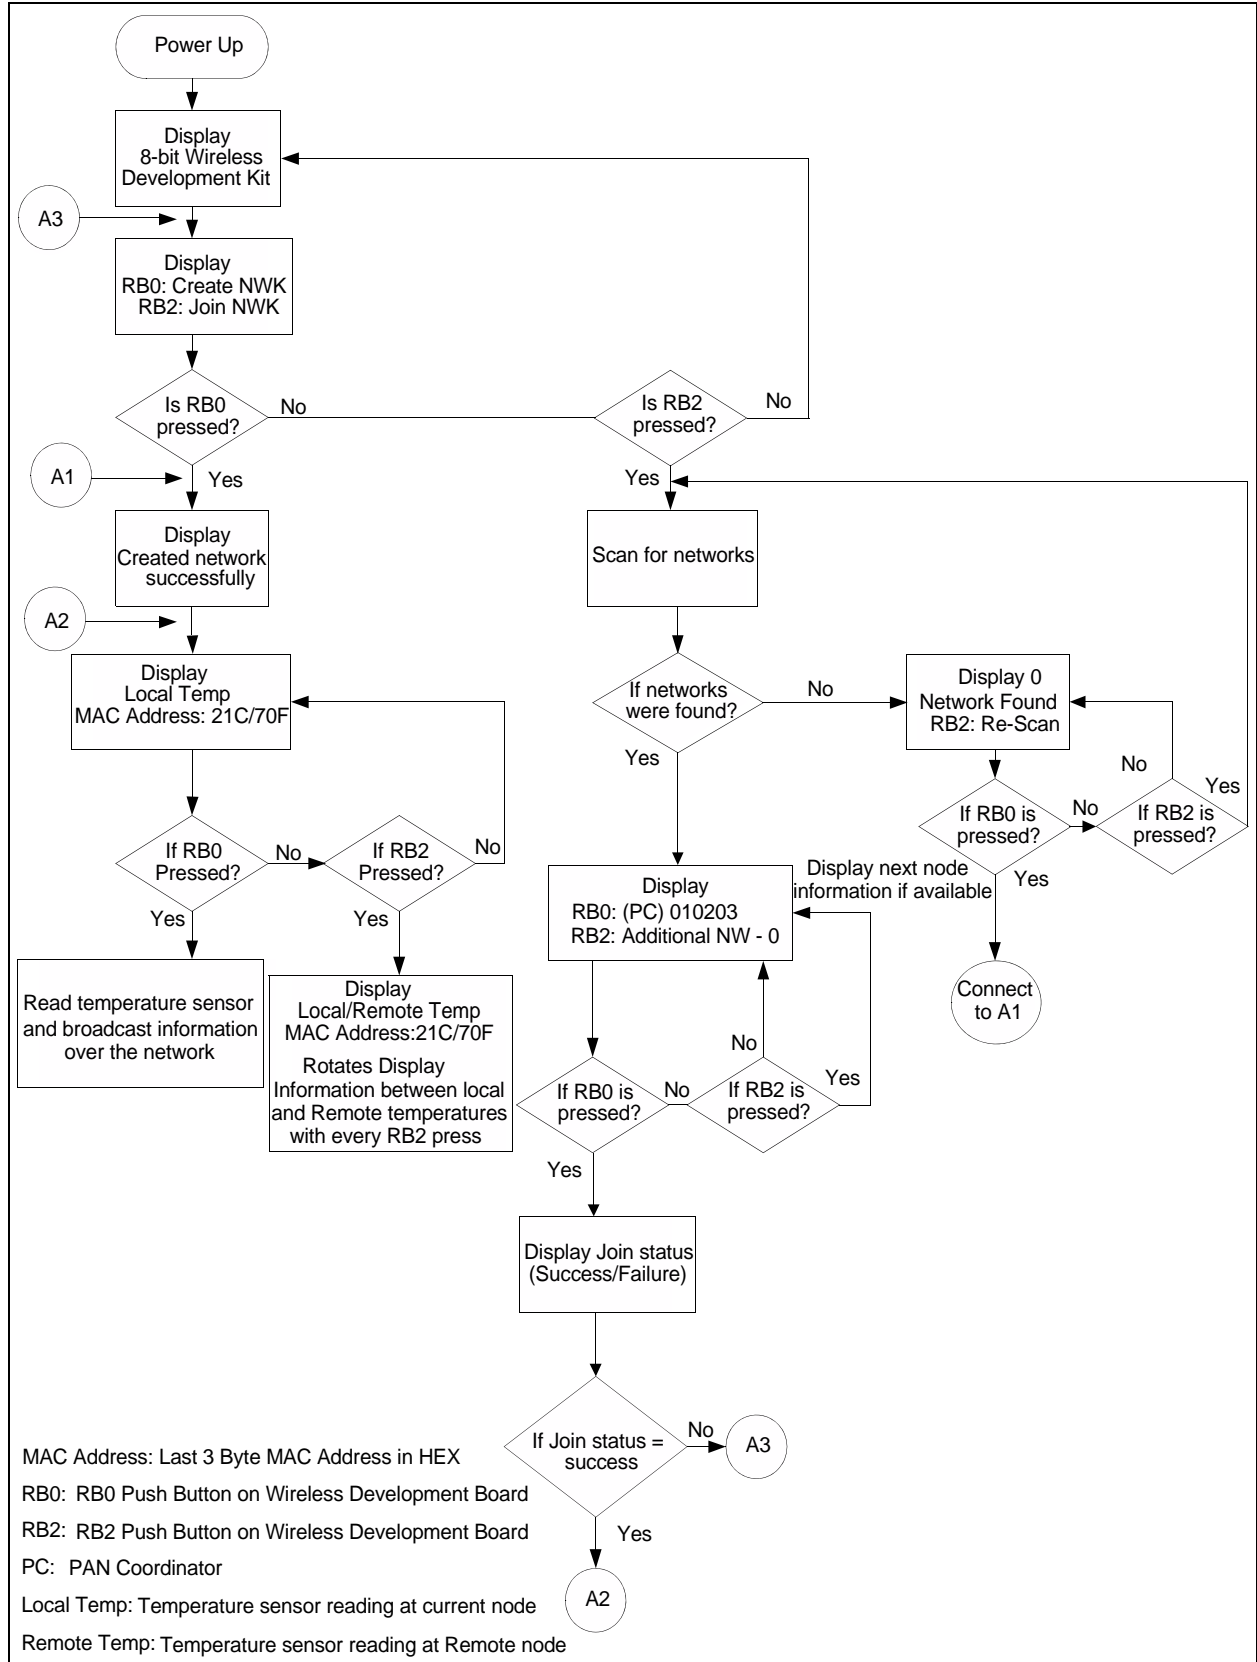 Power Up
Display
8-bit Wireless
Development Kit
A3
Display
RB0: Create NWK
RB2: Join NWK
Is RB0
pressed?
No
Is RB2
pressed?
No
A1
Yes
Yes
Display
Created network
successfully
Scan for networks
A2
Display
Local Temp
MAC Address: 21C/70F
If networks
were found?
No
Display 0
Network Found
RB2: Re-Scan
Yes
No
Yes
If RB0
Pressed?
No
If RB2
Pressed?
No
If RB0 is
pressed?
No
If RB2 is
pressed?
Yes
Yes
Display
RB0: (PC) 010203
RB2: Additional NW - 0
Display next node
information if available
Yes
Read temperature sensor
and broadcast information
over the network
Display
Local/Remote Temp
MAC Address:21C/70F
Rotates Display
Information between local
and Remote temperatures
with every RB2 press
Connect
to A1
No
Yes
If RB0 is
pressed?
No
If RB2 is
pressed?
Yes
Display Join status
(Success/Failure)
If Join status =
success
No
A3
Yes
A2
MAC Address: Last 3 Byte MAC Address in HEX
RB0: RB0 Push Button on Wireless Development Board
RB2: RB2 Push Button on Wireless Development Board
PC: PAN Coordinator
Local Temp: Temperature sensor reading at current node
Remote Temp: Temperature sensor reading at Remote node